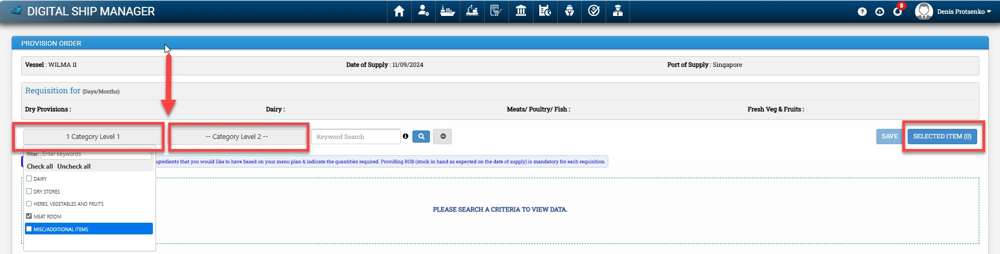 DIGITAL SHIP MANAGER
8
Denis Protsenko
PROVISION ORDER
Vessel : WILMA II
Date of Supply : 11/09/2024
Port of Supply : Singapore
Requisition for (Days/Months)
Dry Provisions :
Dairy :
Meats/ Poultry/ Fish :
Fresh Veg & Fruits :
1 Category Level 1
-- Category Level 2 --
Keyword Search
SAVE
SELECTED ITEM (0)
Filter: Enter keywords
ngredients that you would like to have based on your menu plan & indicate the quantities required. Providing ROB (stock in hand as expected on the date of supply) is mandatory for each requisition.
Check all Uncheck all
DAIRY
DRY STORES
HERBS, VEGETABLES AND FRUITS
MEAT ROOM
MISC/ADDITIONAL ITEMS
PLEASE SEARCH A CRITERIA TO VIEW DATA.